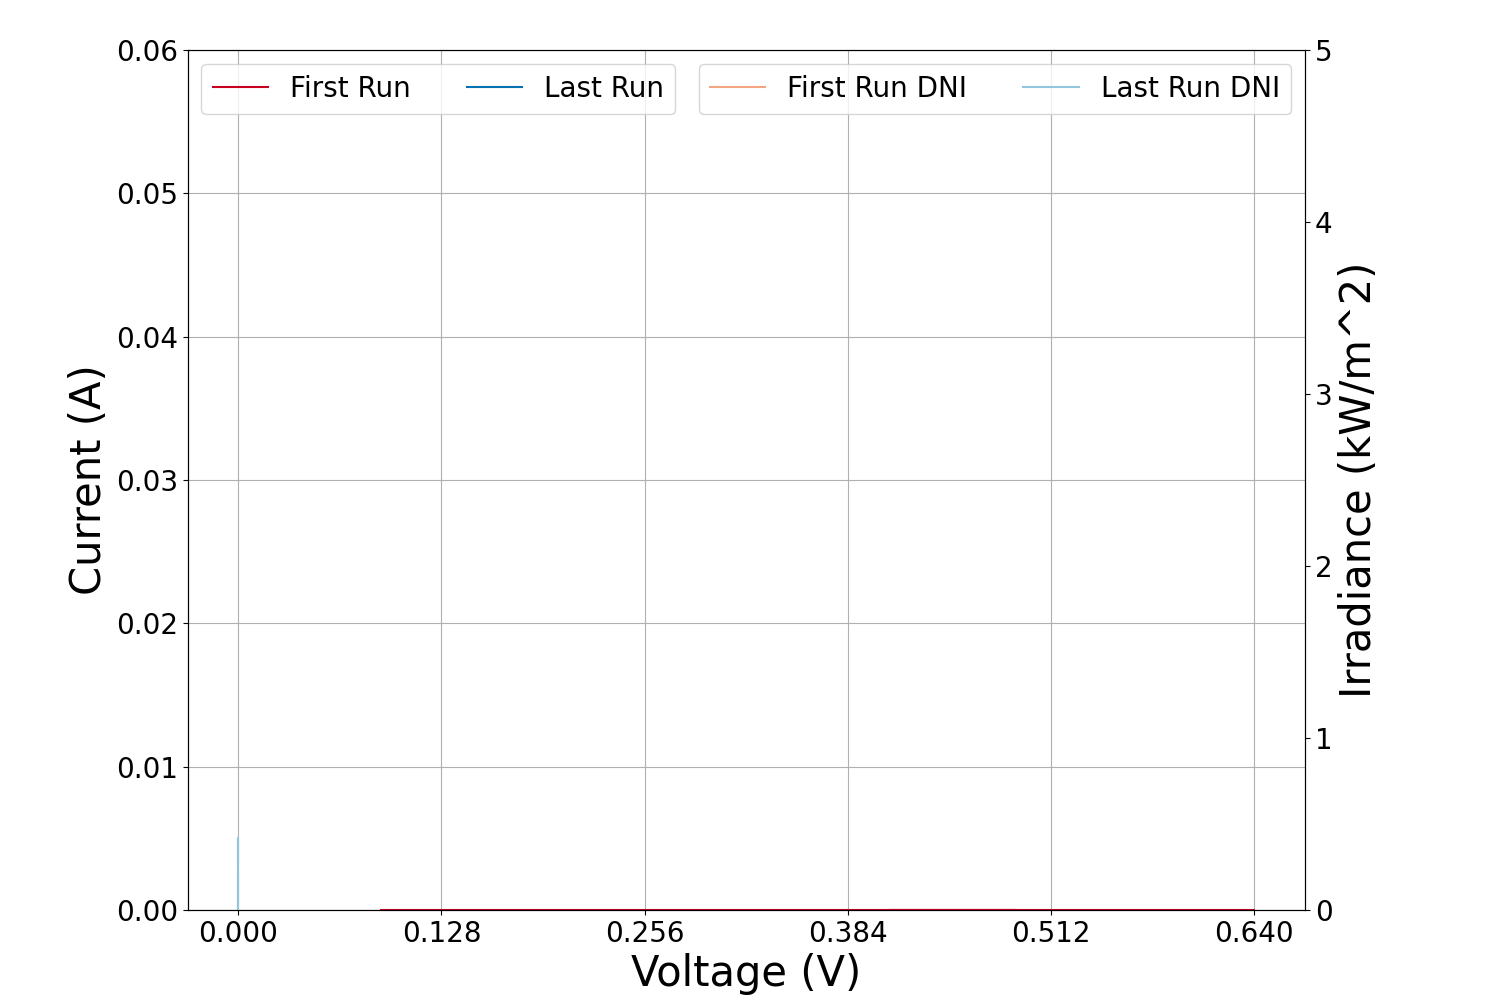 First Run
Last Run
First Run DNI
Last Run DNI
0.06
0.05
0.04
0.03
0.02
0.01
0.00
Current (A)
5
4
3
2
1
0
Irradiance (kW/m^2)
0.000
0.128
0.256
0.384
0.512
0.640
Voltage (V)